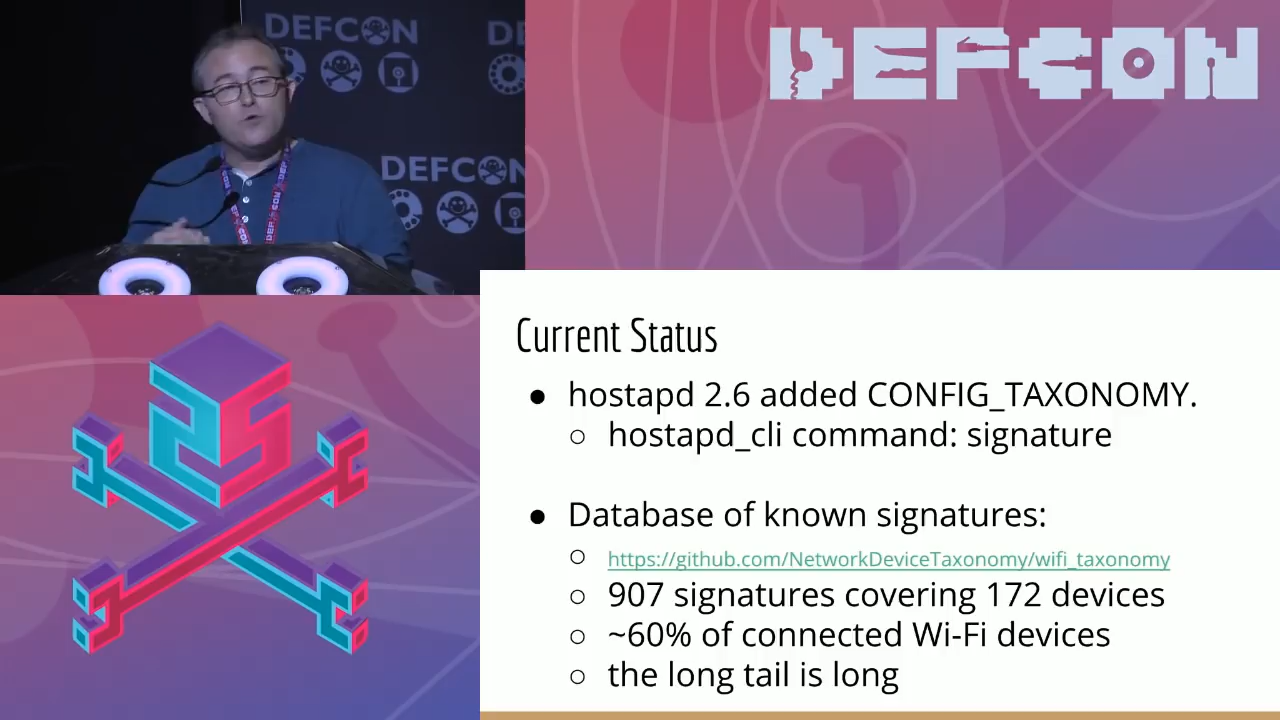 DEFCON
DE
DEFCON
DEFCON
Current Status
● hostapd 2.6 added CONFIG_TAXONOMY.
○ hostapd_cli command: signature
● Database of known signatures:
○ https://github.com/NetworkDeviceTaxonomy/wifi_taxonomy
○ 907 signatures covering 172 devices
○ ~60% of connected Wi-Fi devices
○ the long tail is long